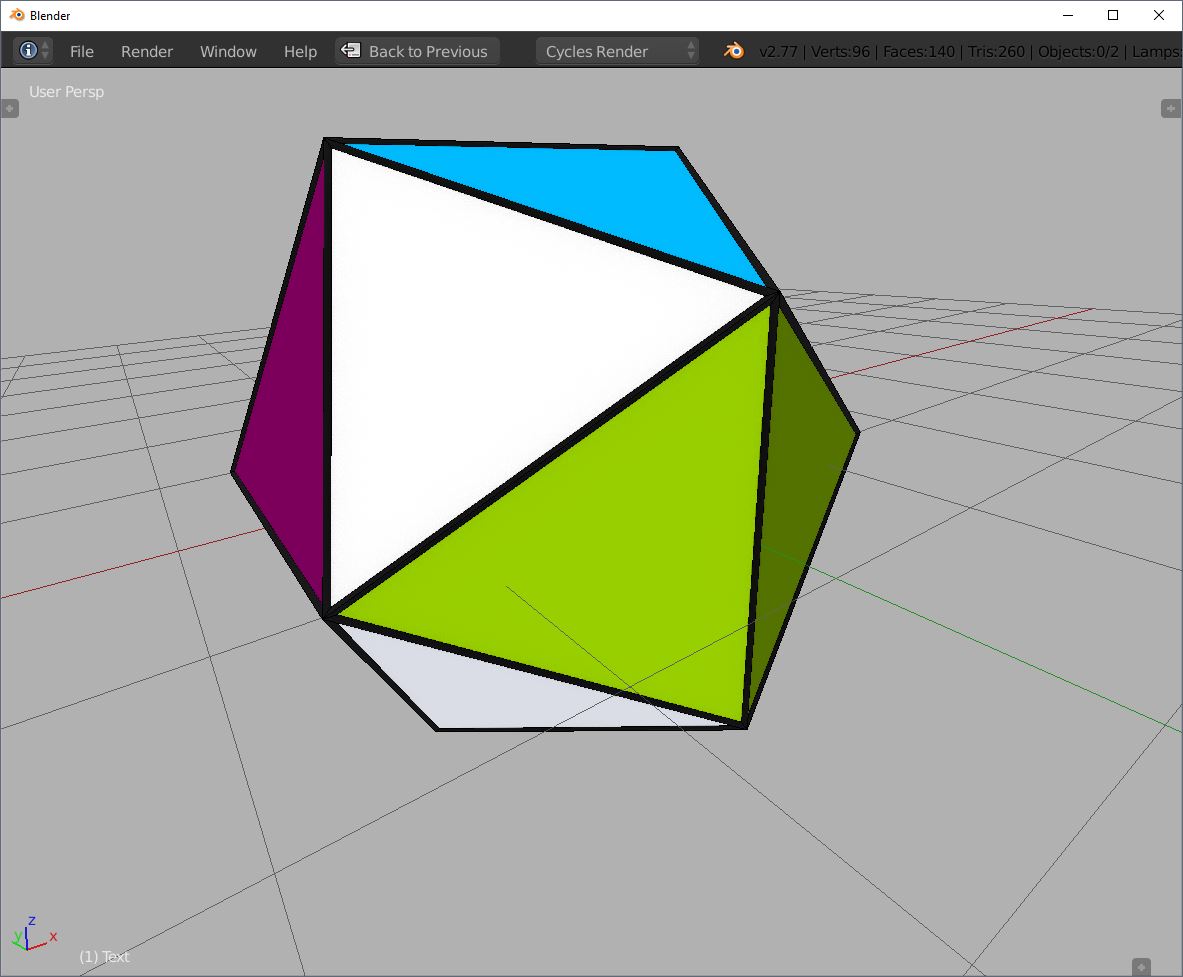 Blender
File Render Window Help Back to Previous Cycles Render v2.77 | Verts:96 | Faces:140 | Tris:260 | Objects:0/2 | Lamps:
User Persp
z
y x
(1) Text